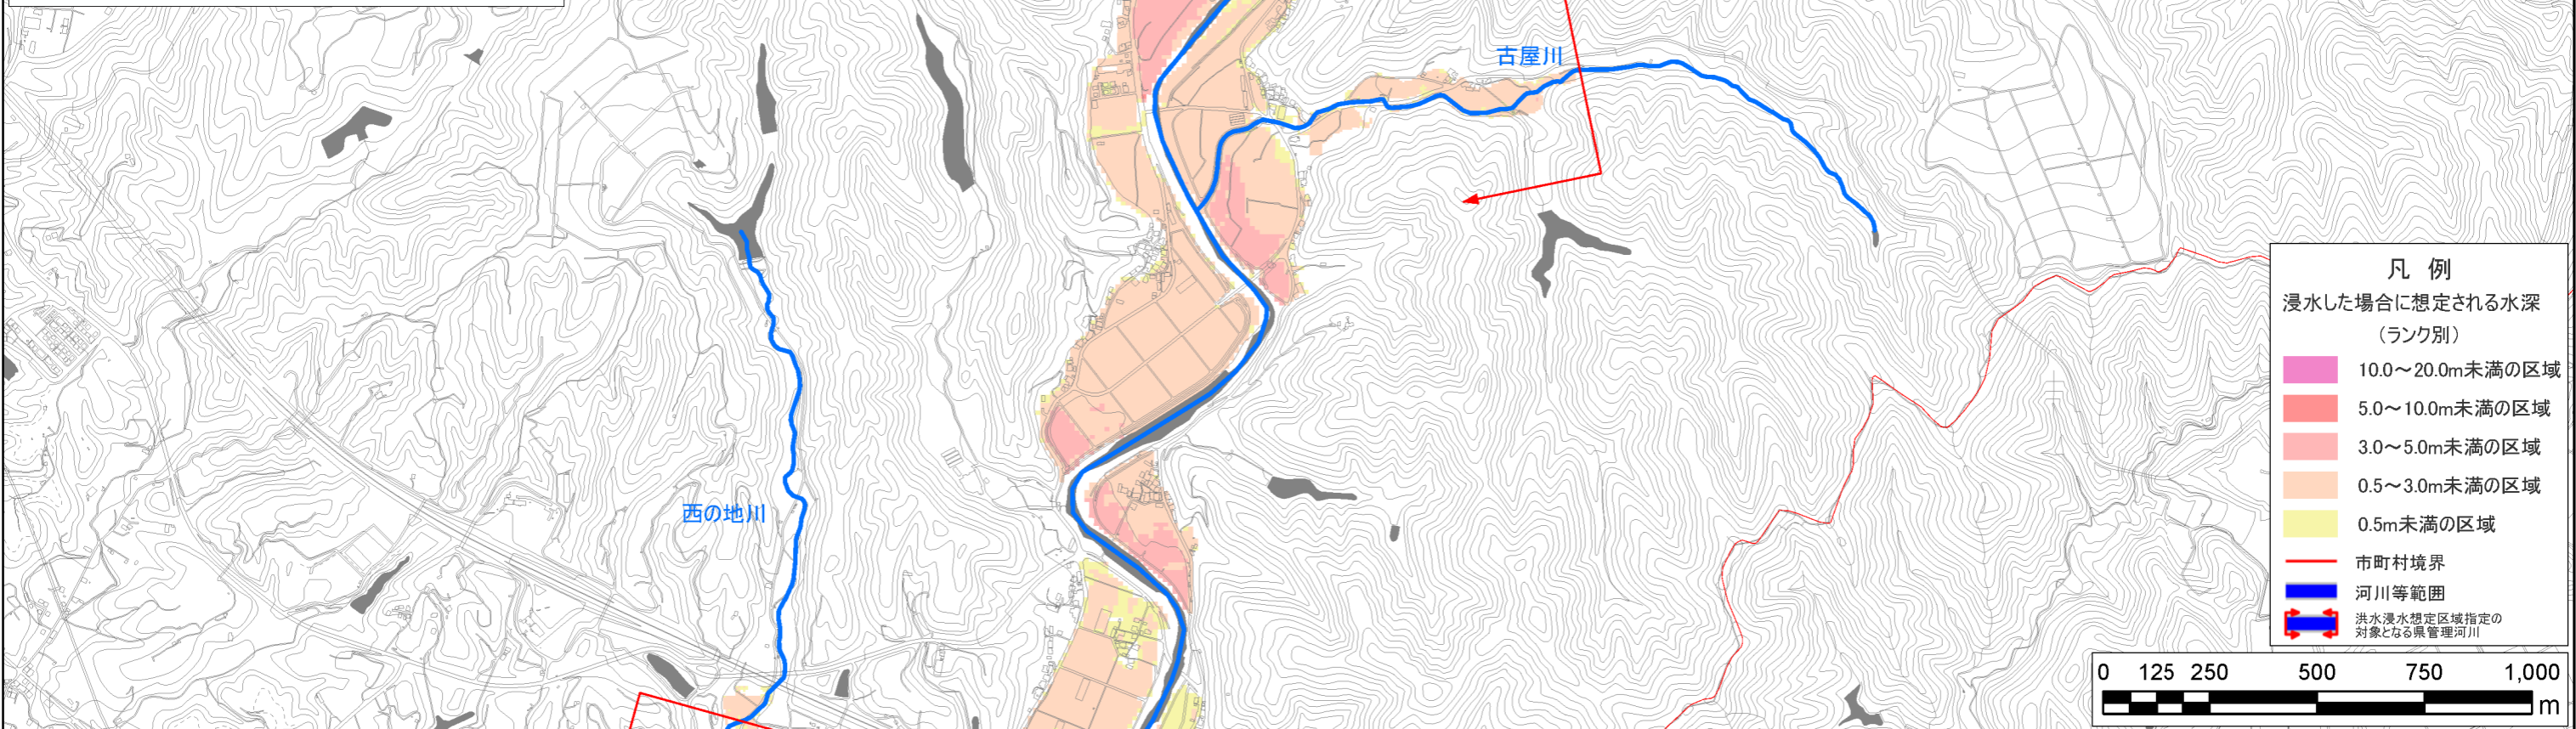 古屋川
西の地川
凡 例
浸水した場合に想定される水深
（ランク別）
10.0～20.0m未満の区域
5.0～10.0m未満の区域
3.0～5.0m未満の区域
0.5～3.0m未満の区域
0.5m未満の区域
市町村境界
河川等範囲
洪水浸水想定区域指定の
対象となる県管理河川
0 125 250 500 750 1,000
m